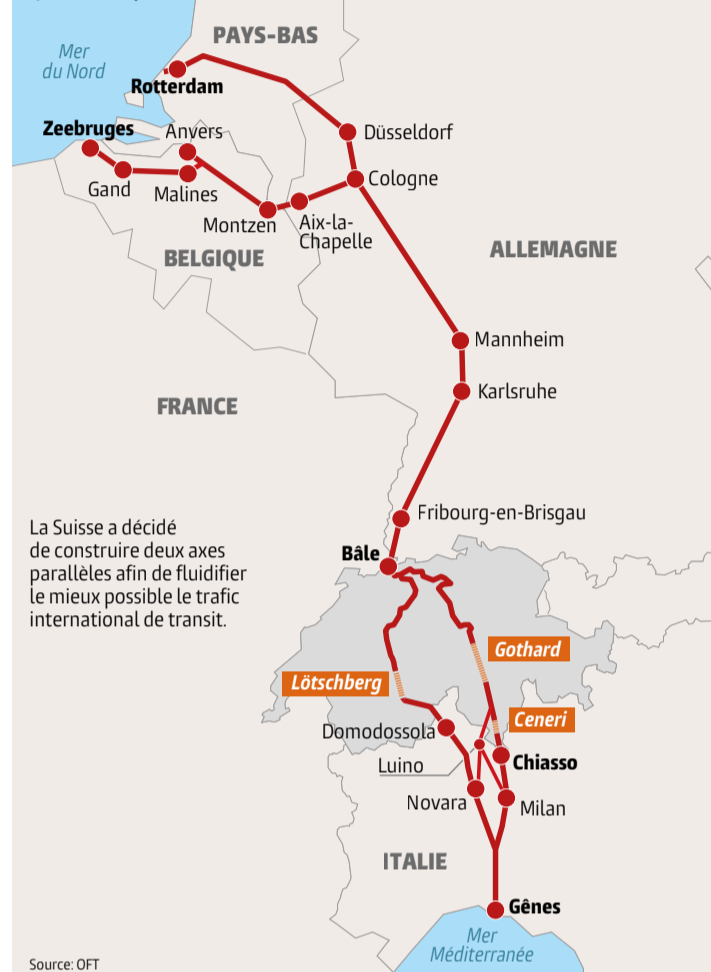 PAYS-BAS
Mer
du Nord
Rotterdam
Zeebruges
Anvers
Düsseldorf
Cologne
Gand
Malines
Montzen
Aix-la-
Chapelle
BELGIQUE
ALLEMAGNE
Mannheim
Karlsruhe
FRANCE
Fribourg-en-Brisgau
La Suisse a décidé
de construire deux axes
parallèles afin de fluidifier
le mieux possible le trafic
international de transit.
Bâle
Gothard
Lötschberg
Ceneri
Domodossola
Luino
Chiasso
Novara
Milan
ITALIE
Gênes
Mer
Méditerranée
Source: OFT